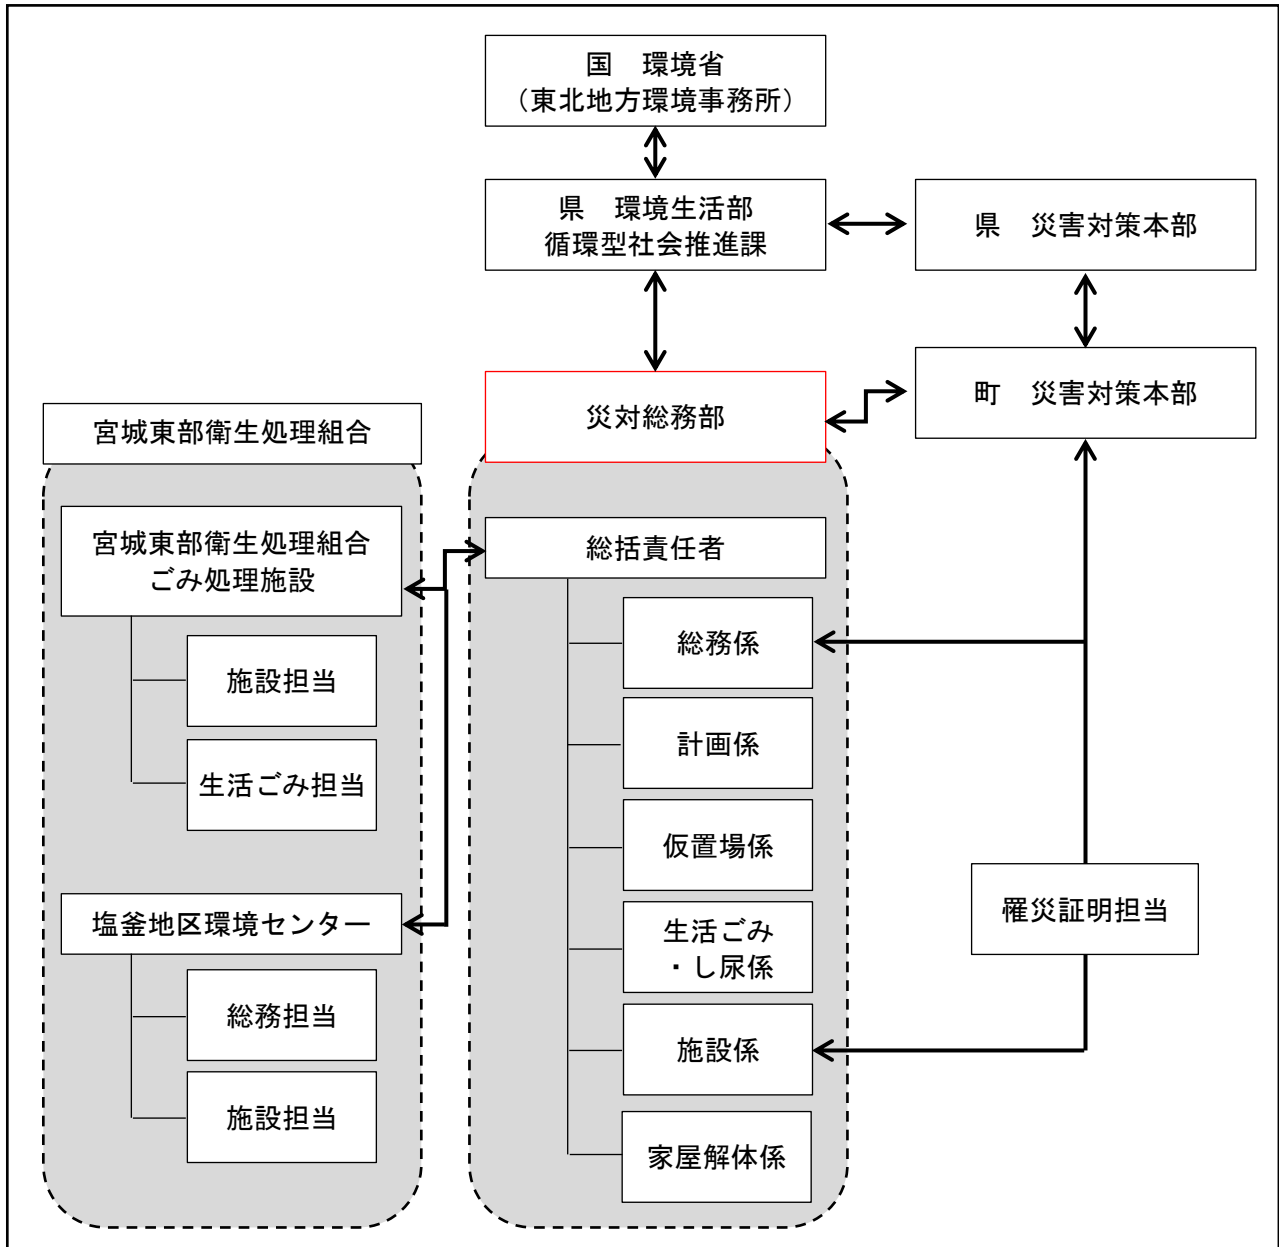 国　環境省
（東北地方環境事務所）
県　環境生活部
循環型社会推進課
県　災害対策本部
町　災害対策本部
災対総務部
宮城東部衛生処理組合
宮城東部衛生処理組合
ごみ処理施設
施設担当
生活ごみ担当
塩釜地区環境センター
総務担当
施設担当
総括責任者
総務係
計画係
仮置場係
生活ごみ
・し尿係
施設係
家屋解体係
罹災証明担当